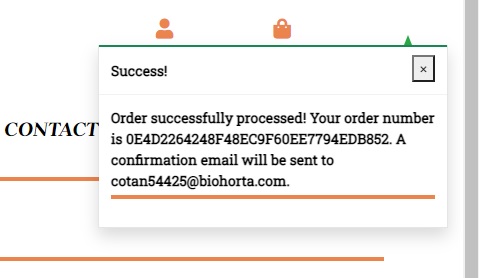 Success!
×
CONTACT
Order successfully processed! Your order number
is 0E4D2264248F48EC9F60EE7794EDB852. A
confirmation email will be sent to
cotan54425@biohorta.com.